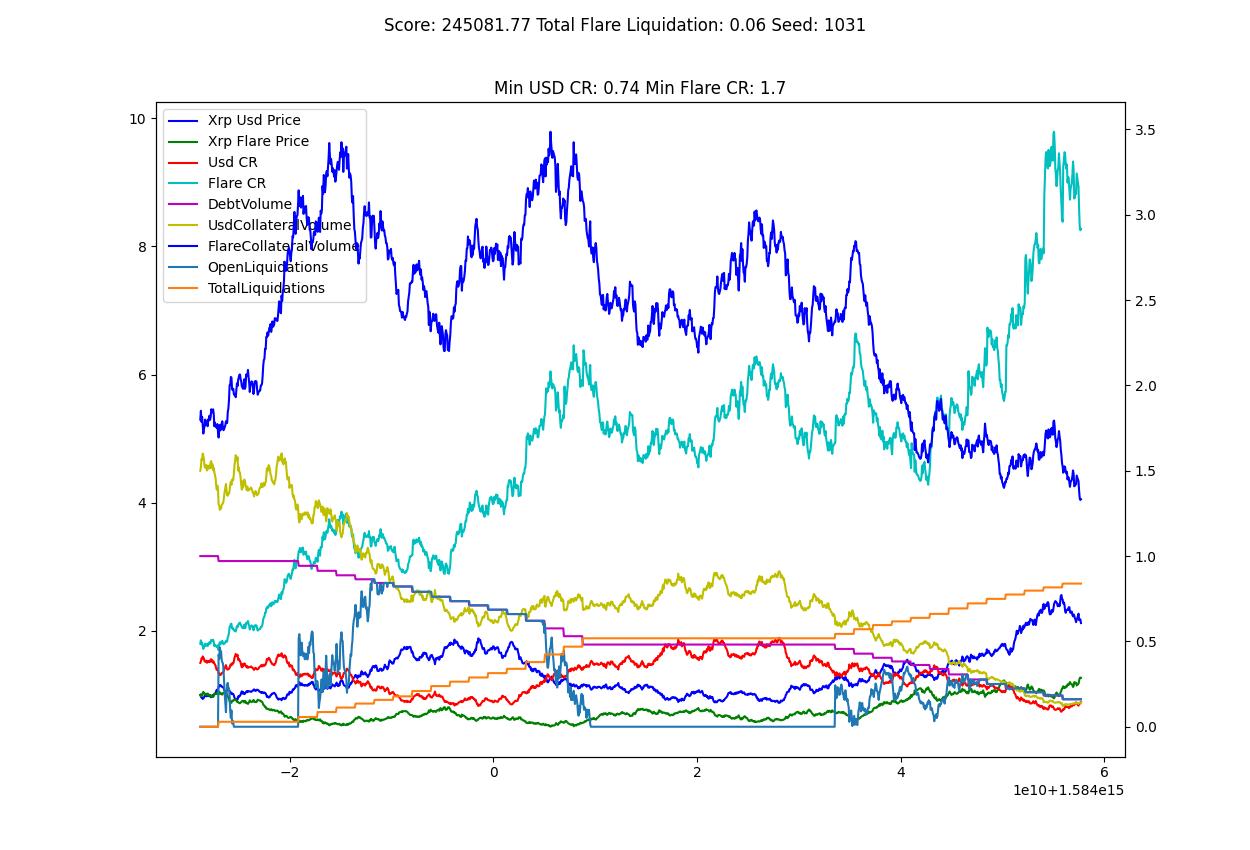 Score: 245081.77 Total Flare Liquidation: 0.06 Seed: 1031
Min USD CR: 0.74 Min Flare CR: 1.7
Xrp Usd Price
Xrp Flare Price
Usd CR
Flare CR
DebtVolume
UsdCollateralVolume
FlareCollateralVolume
OpenLiquidations
TotalLiquidations
10
8
6
4
2
3.5
3.0
2.5
2.0
1.5
1.0
0.5
0.0
−2
0
2
4
6
1e10+1.584e15